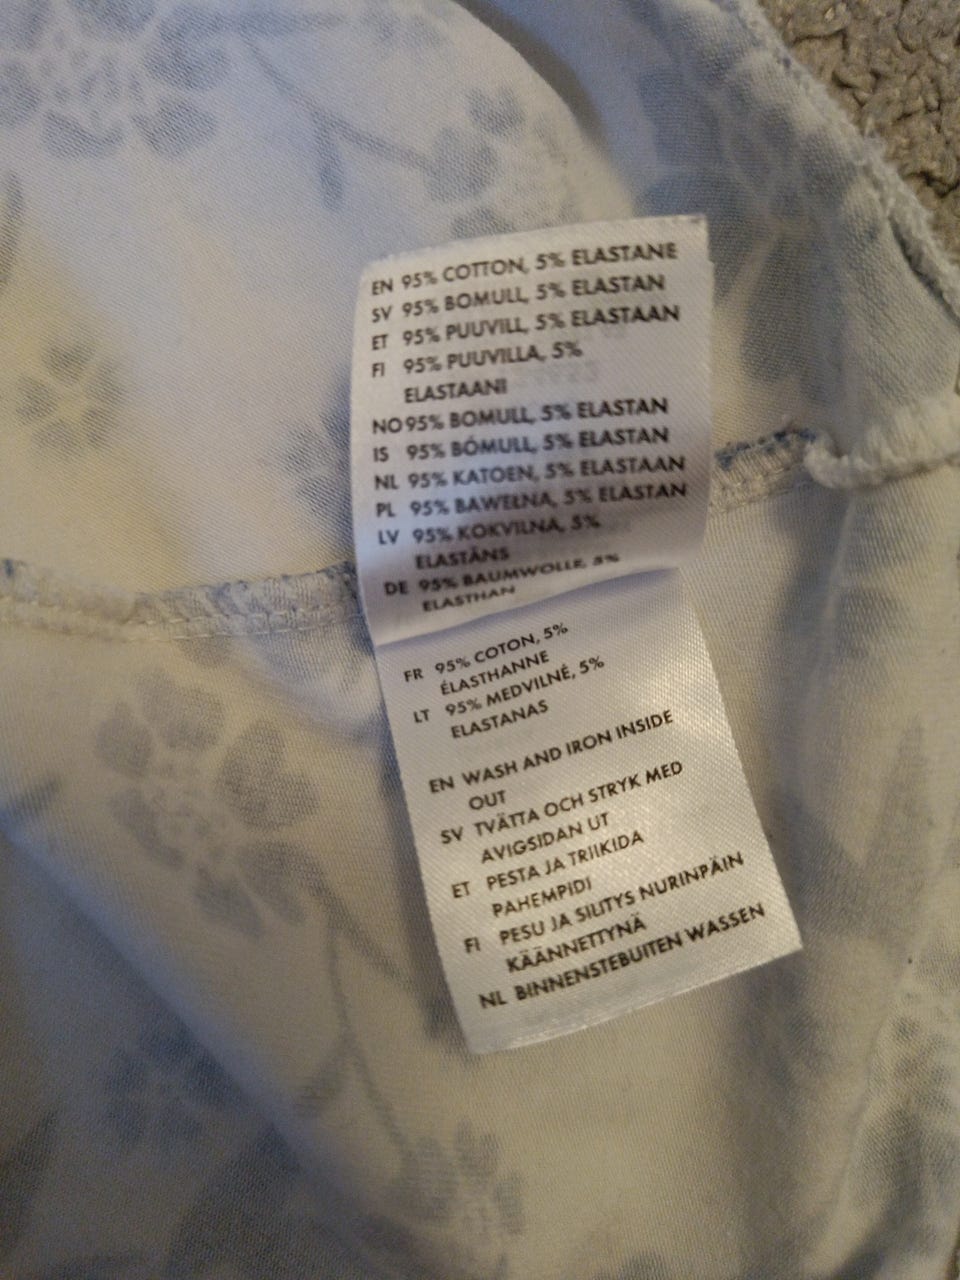 EN 95% COTTON, 5% ELASTANE
SV 95% BOMULL, 5% ELASTAN
ET 95% PUUVILL, 5% ELASTAAN
FI 95% PUUVILLA, 5%
ELASTAANI
NO 95% BOMULL, 5% ELASTAN
IS 95% BÓMULL, 5% ELASTAN
NL 95% KATOEN, 5% ELASTAAN
PL 95% BAWEŁNA, 5% ELASTAN
LV 95% KOKVILNA, 5%
ELASTĀNS
DE 95% BAUMWOLLE, 5%
ELASTHAN
FR 95% COTON, 5%
ÉLASTHANNE
LT 95% MEDVILNĖ, 5%
ELASTANAS
EN WASH AND IRON INSIDE
OUT
SV TVÄTTA OCH STRYK MED
AVIGSIDAN UT
ET PESTA JA TRIIKIDA
PAHEMPIDI
FI PESU JA SILITYS NURINPÄIN
KÄÄNNETTYNÄ
NL BINNENSTEBUITEN WASSEN